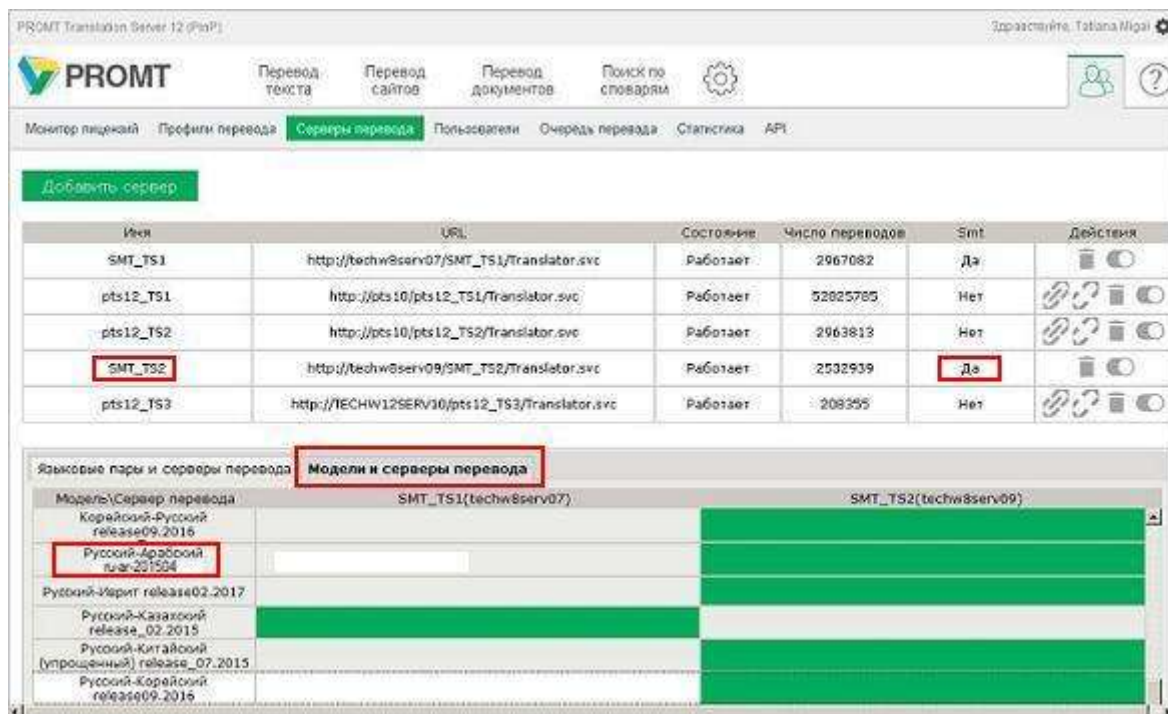 PROMT Translation Server 12 (PinP)
Здравствуйте, Tatiana Migal
PROMT
Перевод текста
Перевод сайтов
Перевод документов
Поиск по словарям
Монитор лицензий Профили перевода Серверы перевода Пользователи Очередь перевода Статистика API
Добавить сервер
Имя URL Состояние Число переводов Smt Действия
SMT_TS1 http://techw8serv07/SMT_TS1/Translator.svc Работает 2967082 Да
pts12_TS1 http://pts10/pts12_TS1/Translator.svc Работает 52825785 Нет
pts12_TS2 http://pts10/pts12_TS2/Translator.svc Работает 2963813 Нет
SMT_TS2 http://techw8serv09/SMT_TS2/Translator.svc Работает 2532939 Да
pts12_TS3 http://TECHW12SERV10/pts12_TS3/Translator.svc Работает 208355 Нет
Языковые пары и серверы перевода Модели и серверы перевода
Модель\Сервер перевода SMT_TS1(techw8serv07) SMT_TS2(techw8serv09)
Корейский-Русский
release09.2016
Русский-Арабский
ru-ar-201504
Русский-Иврит release02.2017
Русский-Казахский
release_02.2015
Русский-Китайский
(упрощенный) release_07.2015
Русский-Корейский
release09.2016